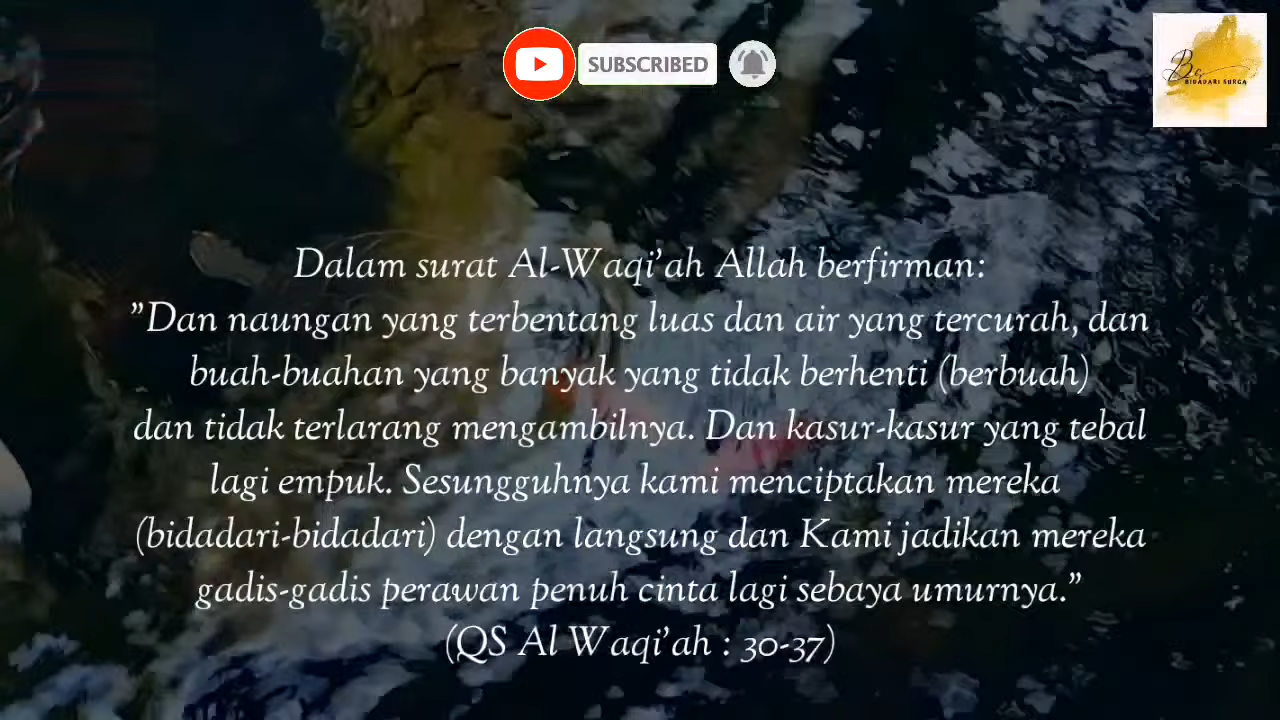 SUBSCRIBED
Bs
BIDADARI SURGA
Dalam surat Al-Waqi'ah Allah berfirman:
"Dan naungan yang terbentang luas dan air yang tercurah, dan
buah-buahan yang banyak yang tidak berhenti (berbuah)
dan tidak terlarang mengambilnya. Dan kasur-kasur yang tebal
lagi empuk. Sesungguhnya kami menciptakan mereka
(bidadari-bidadari) dengan langsung dan Kami jadikan mereka
gadis-gadis perawan penuh cinta lagi sebaya umurnya."
(QS Al Waqi'ah : 30-37)